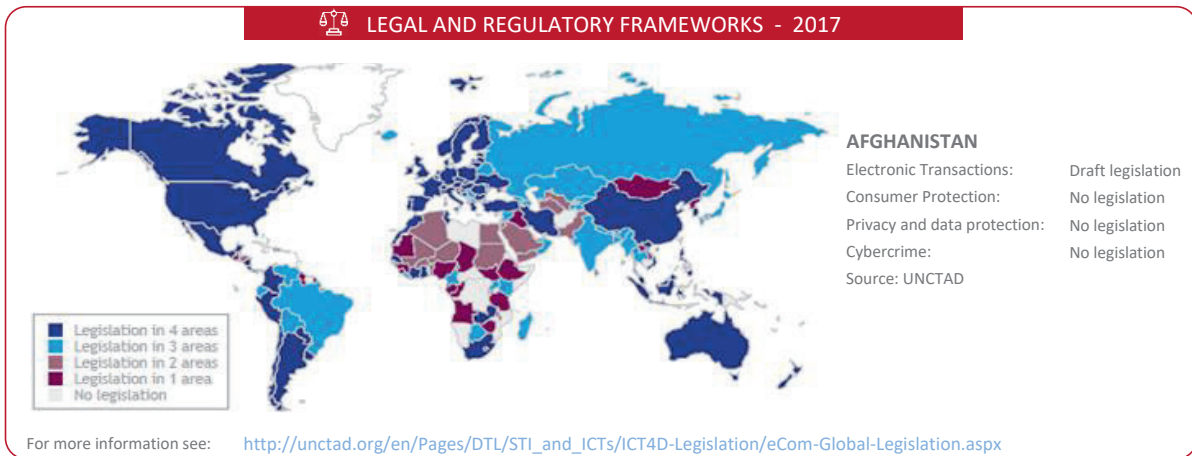 LEGAL AND REGULATORY FRAMEWORKS - 2017
AFGHANISTAN
Electronic Transactions: Draft legislation
Consumer Protection: No legislation
Privacy and data protection: No legislation
Cybercrime: No legislation
Source: UNCTAD
Legislation in 4 areas
Legislation in 3 areas
Legislation in 2 areas
Legislation in 1 area
No legislation
For more information see: http://unctad.org/en/Pages/DTL/STI_and_ICTs/ICT4D-Legislation/eCom-Global-Legislation.aspx